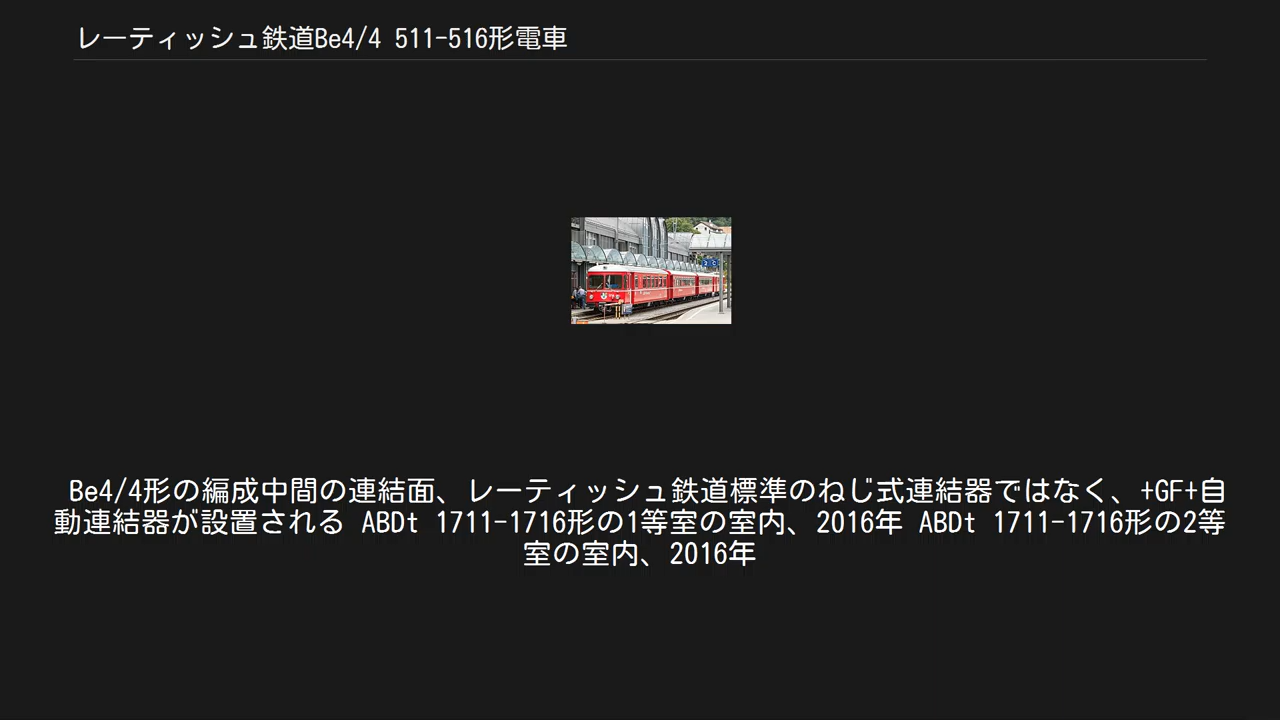 レーティッシュ鉄道Be4/4 511-516形電車
Be4/4形の編成中間の連結面、レーティッシュ鉄道標準のねじ式連結器ではなく、+GF+自
動連結器が設置される ABDt 1711-1716形の1等室の室内、2016年 ABDt 1711-1716形の2等
室の室内、2016年